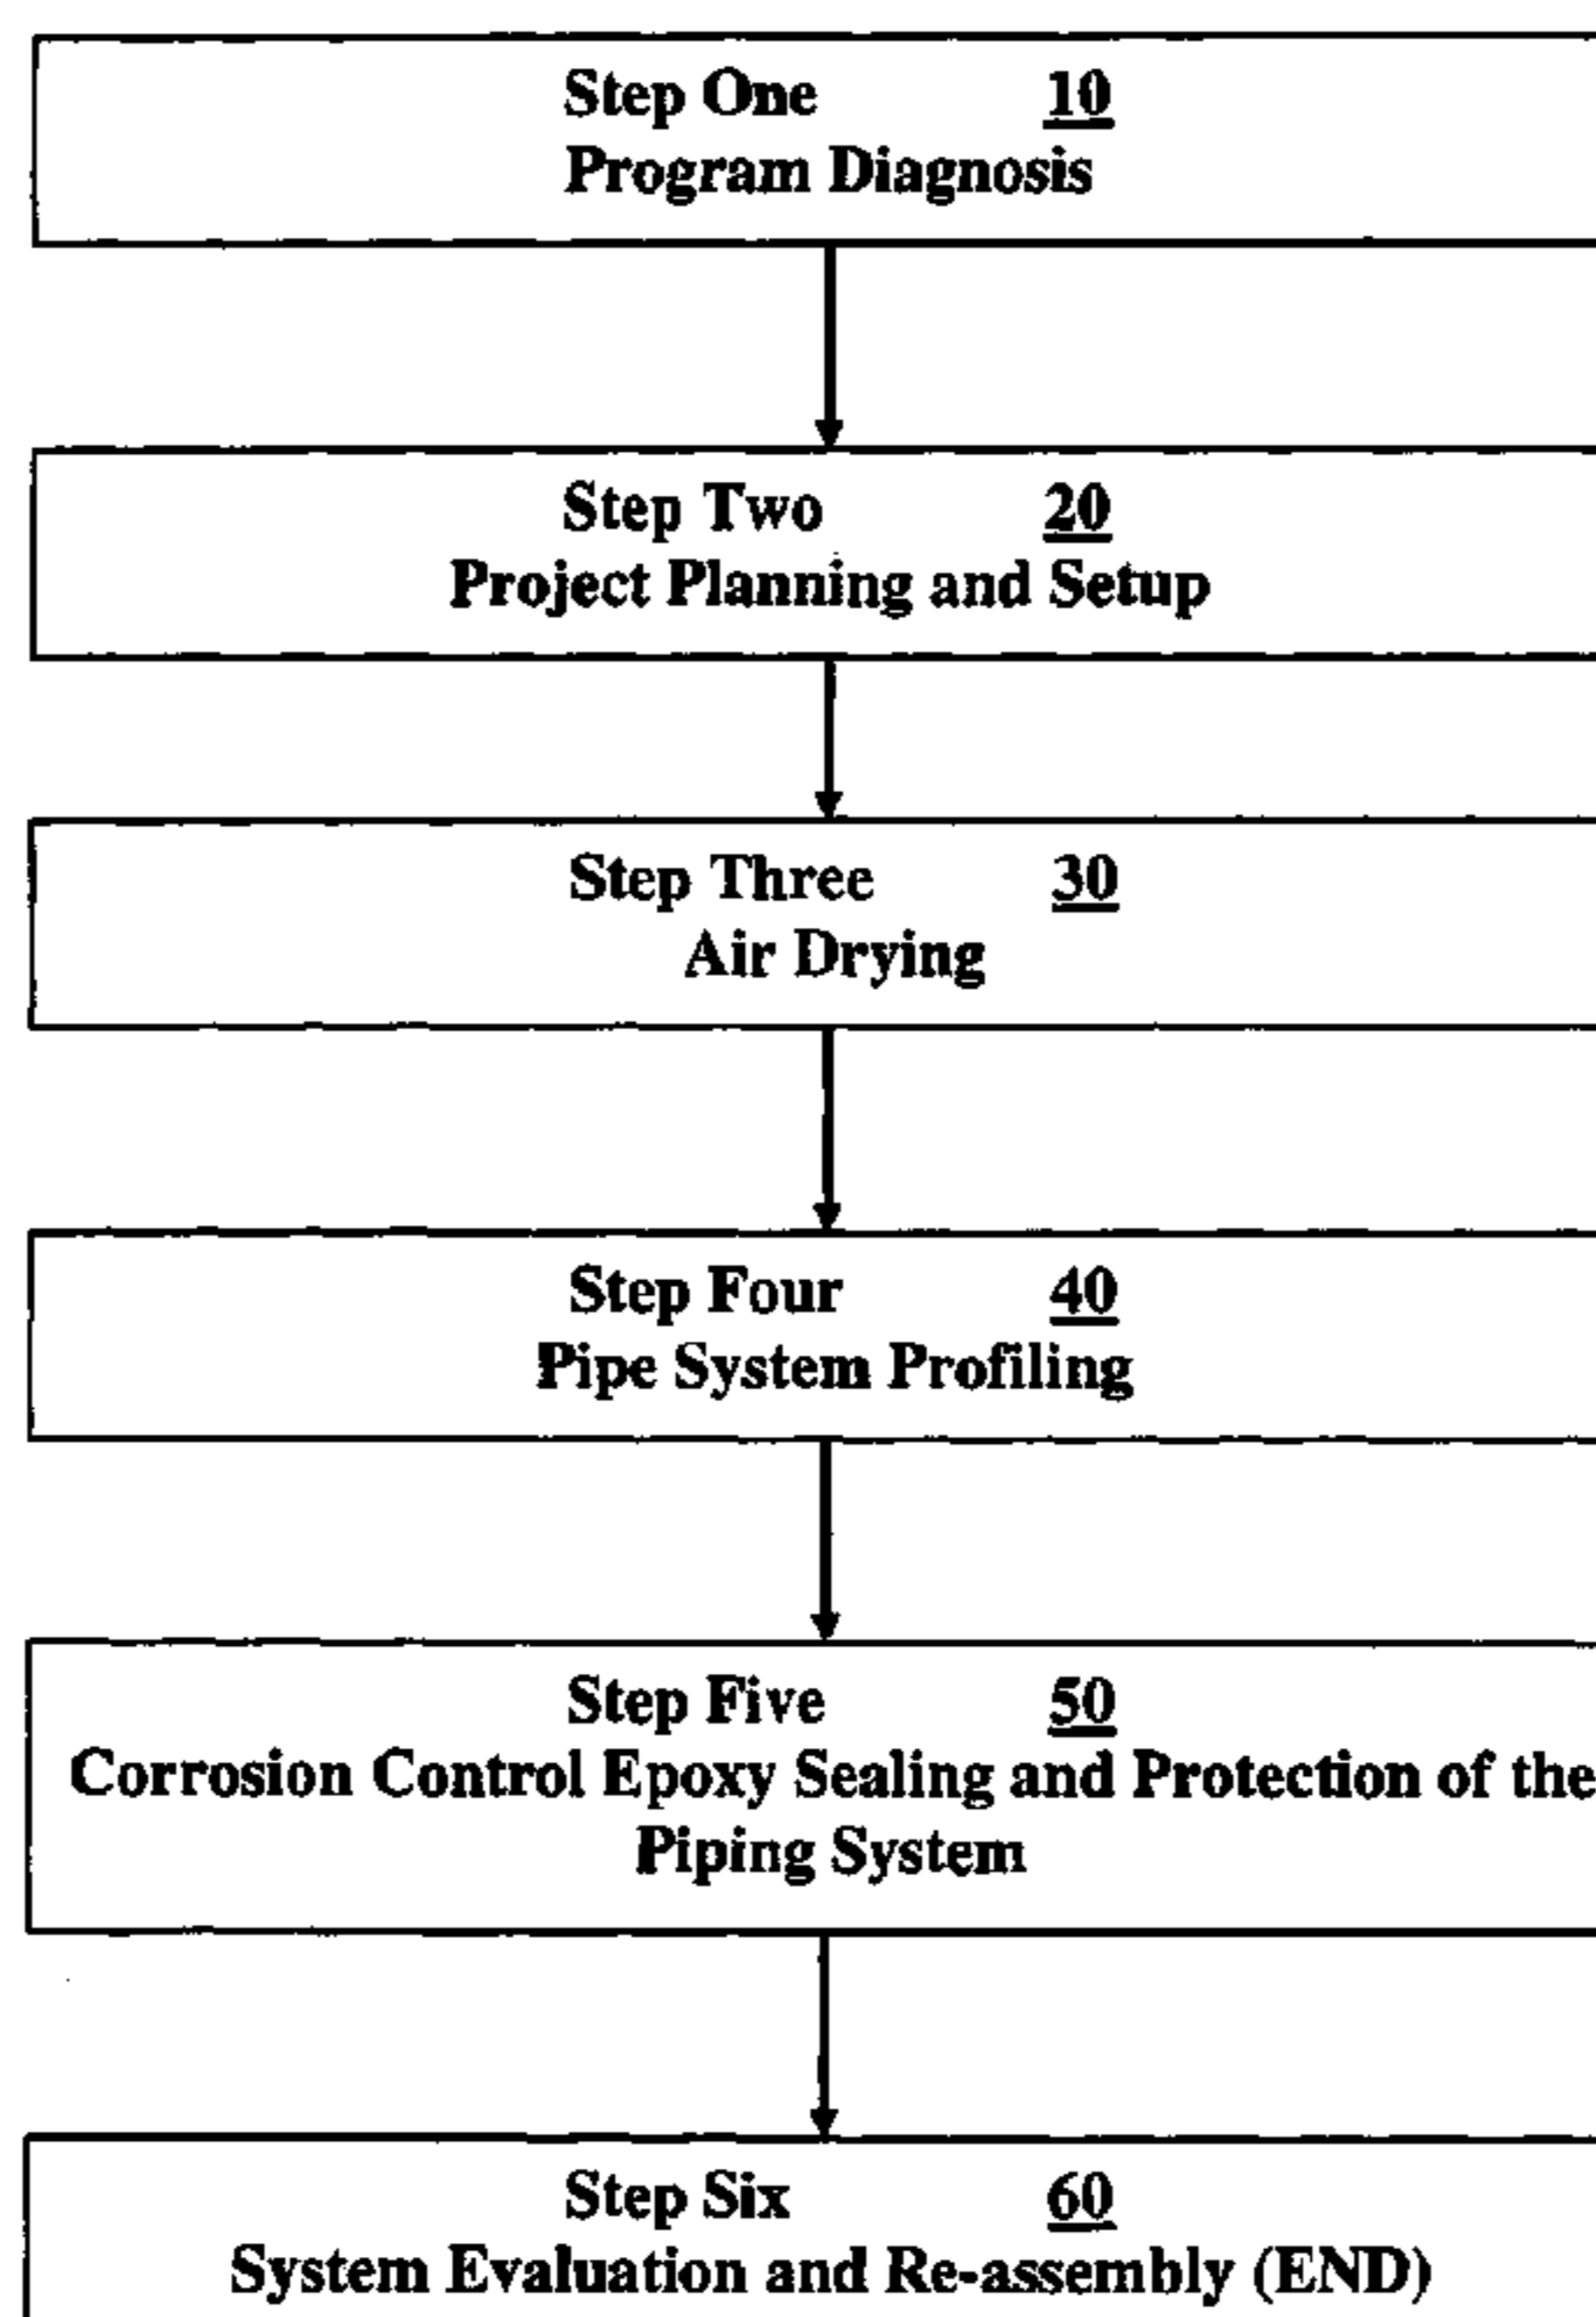 Step One 10
Program Diagnosis
Step Two 20
Project Planning and Setup
Step Three 30
Air Drying
Step Four 40
Pipe System Profiling
Step Five 50
Corrosion Control Epoxy Sealing and Protection of the
Piping System
Step Six 60
System Evaluation and Re-assembly (END)